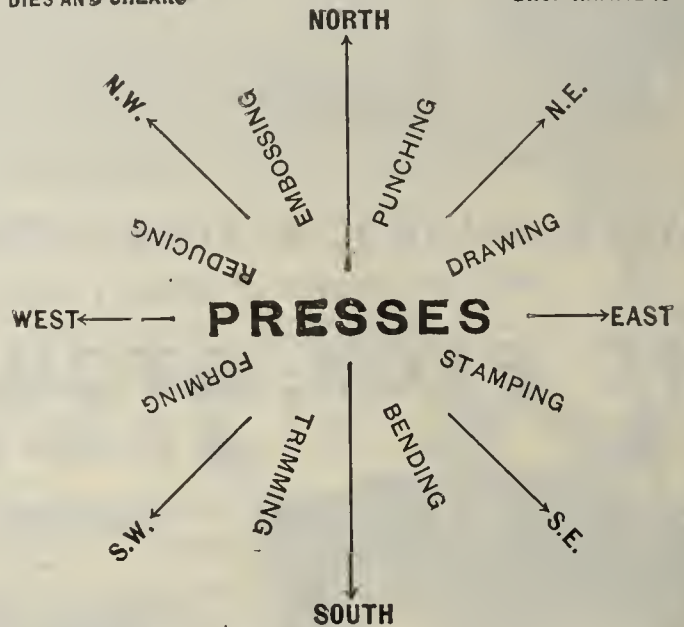 DIES AND SHEARS
NORTH
N.W.
EMBOSSING
PUNCHING
N.E.
REDUCING
DRAWING
WEST
PRESSES
EAST
FORMING
STAMPING
TRIMMING
BENDING
S.W.
S.E.
SOUTH